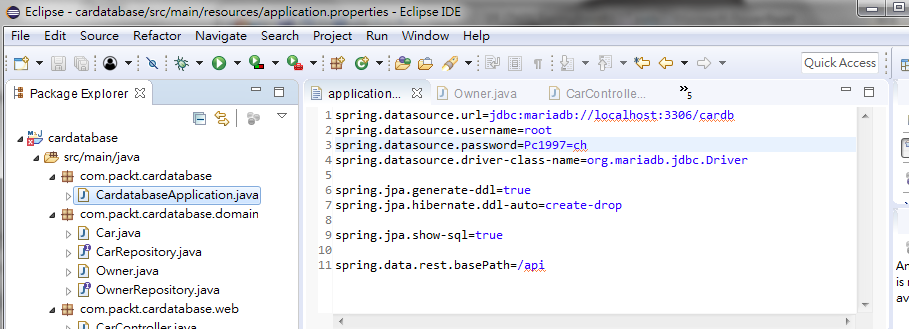 Eclipse - cardatabase/src/main/resources/application.properties - Eclipse IDE
File Edit Source Refactor Navigate Search Project Run Window Help
Quick Access
Package Explorer
application...
Owner.java
CarControlle...
»5
cardatabase
src/main/java
com.packt.cardatabase
CardatabaseApplication.java
com.packt.cardatabase.domain
Car.java
CarRepository.java
Owner.java
OwnerRepository.java
com.packt.cardatabase.web
CarController.java
1 spring.datasource.url=jdbc:mariadb://localhost:3306/cardb
2 spring.datasource.username=root
3 spring.datasource.password=Pc1997=ch
4 spring.datasource.driver-class-name=org.mariadb.jdbc.Driver
5
6 spring.jpa.generate-ddl=true
7 spring.jpa.hibernate.ddl-auto=create-drop
8
9 spring.jpa.show-sql=true
10
11 spring.data.rest.basePath=/api
An
is
av